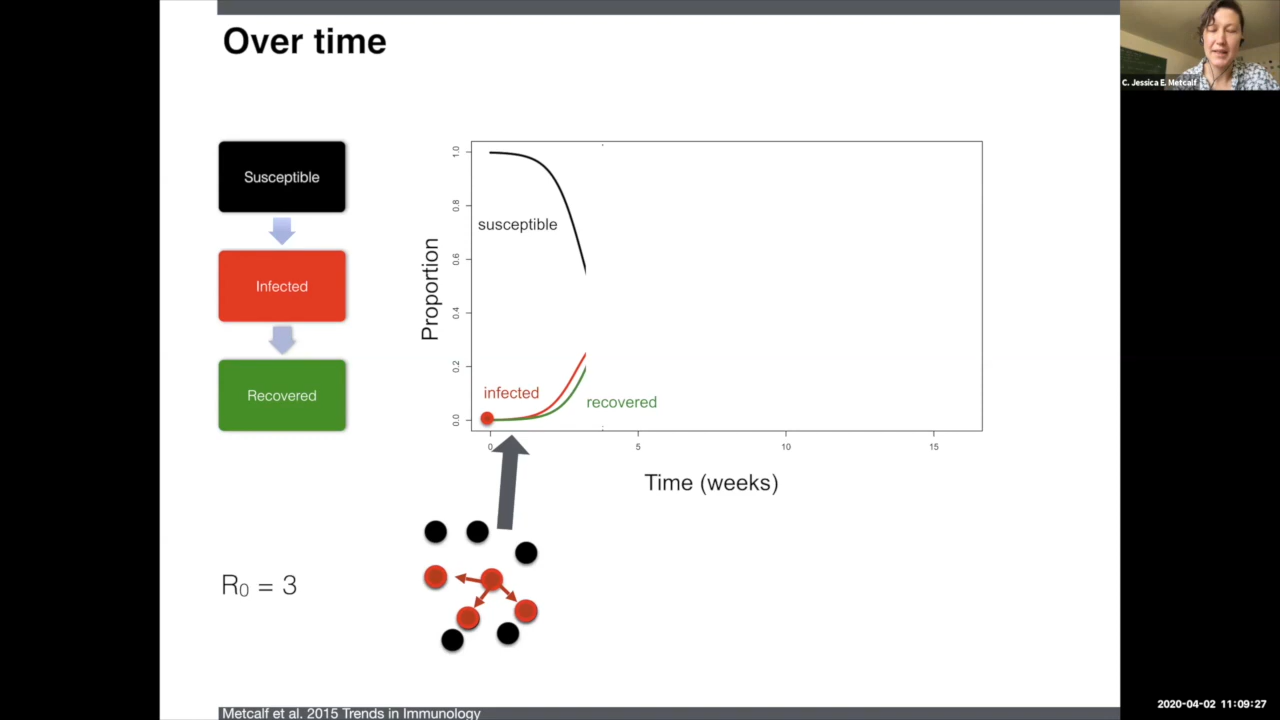 Over time
C. Jessica E. Metcalf
Susceptible
Infected
Recovered
Proportion
1.0
0.8
0.6
0.4
0.2
0.0
susceptible
infected
recovered
0
5
10
15
Time (weeks)
R₀ = 3
Metcalf et al. 2015 Trends in Immunology
2020-04-02 11:09:27